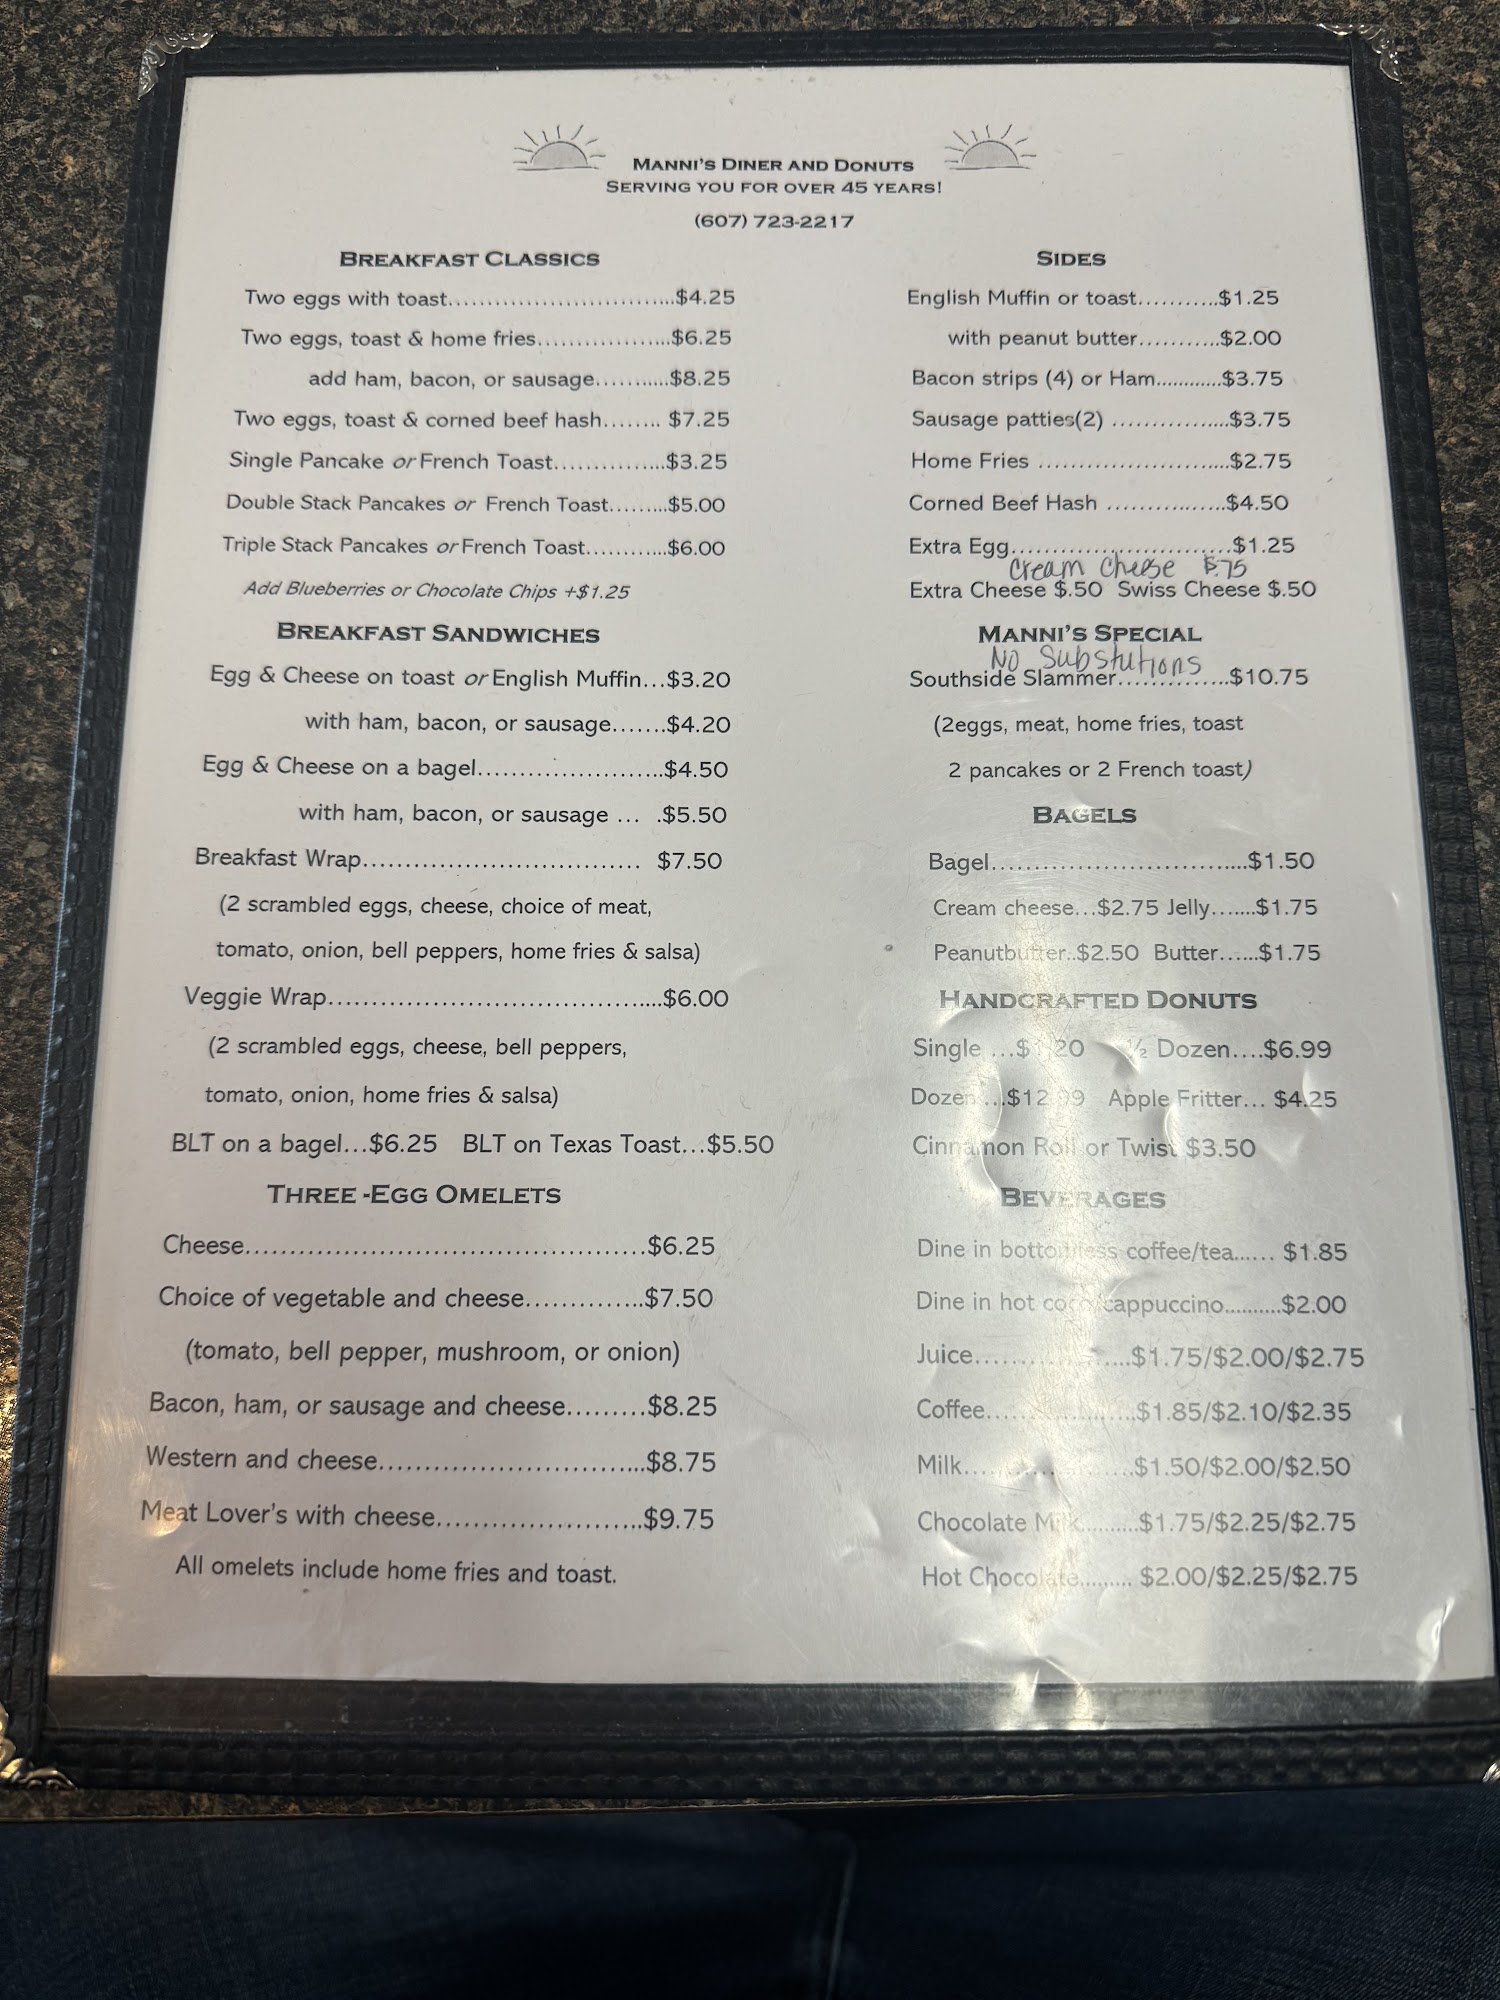 MANNI'S DINER AND DONUTS
SERVING YOU FOR OVER 45 YEARS!
(607) 723-2217
BREAKFAST CLASSICS
Two eggs with toast..............................$4.25
Two eggs, toast & home fries...................$6.25
add ham, bacon, or sausage...........$8.25
Two eggs, toast & corned beef hash........ $7.25
Single Pancake or French Toast...............$3.25
Double Stack Pancakes or French Toast.........$5.00
Triple Stack Pancakes or French Toast............$6.00
Add Blueberries or Chocolate Chips +$1.25
BREAKFAST SANDWICHES
Egg & Cheese on toast or English Muffin...$3.20
with ham, bacon, or sausage.......$4.20
Egg & Cheese on a bagel........................$4.50
with ham, bacon, or sausage ... .$5.50
Breakfast Wrap............................... $7.50
(2 scrambled eggs, cheese, choice of meat,
tomato, onion, bell peppers, home fries & salsa)
Veggie Wrap......................................$6.00
(2 scrambled eggs, cheese, bell peppers,
tomato, onion, home fries & salsa)
BLT on a bagel...$6.25 BLT on Texas Toast...$5.50
THREE -EGG OMELETS
Cheese.............................................$6.25
Choice of vegetable and cheese..............$7.50
(tomato, bell pepper, mushroom, or onion)
Bacon, ham, or sausage and cheese.........$8.25
Western and cheese..............................$8.75
Meat Lover's with cheese.......................$9.75
All omelets include home fries and toast.
SIDES
English Muffin or toast...........$1.25
with peanut butter...........$2.00
Bacon strips (4) or Ham............$3.75
Sausage patties(2) ...............$3.75
Home Fries .........................$2.75
Corned Beef Hash ...............$4.50
Extra Egg............................$1.25
Cream Cheese $.75
Extra Cheese $.50 Swiss Cheese $.50
MANNI'S SPECIAL
No Substutions
Southside Slammer...............$10.75
(2eggs, meat, home fries, toast
2 pancakes or 2 French toast)
BAGELS
Bagel..............................$1.50
Cream cheese...$2.75 Jelly.......$1.75
Peanutbutter..$2.50 Butter......$1.75
HANDCRAFTED DONUTS
Single ...$1.20 ½ Dozen....$6.99
Dozen ...$12.99 Apple Fritter... $4.25
Cinnamon Roll or Twist $3.50
BEVERAGES
Dine in bottomless coffee/tea...... $1.85
Dine in hot coco/cappuccino..........$2.00
Juice..................$1.75/$2.00/$2.75
Coffee..................$1.85/$2.10/$2.35
Milk.....................$1.50/$2.00/$2.50
Chocolate Milk.........$1.75/$2.25/$2.75
Hot Chocolate......... $2.00/$2.25/$2.75